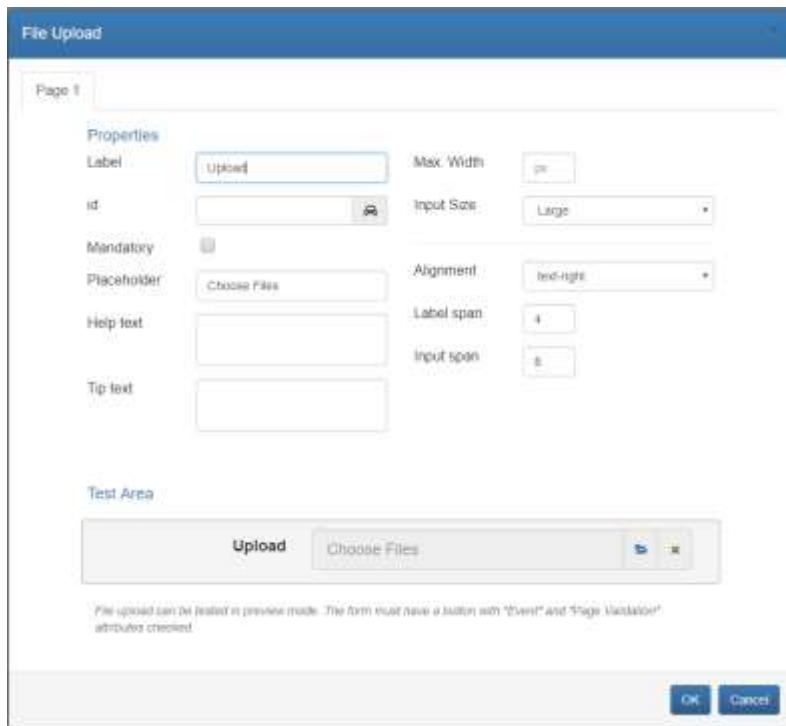 File Upload
Page 1
Properties
Label
Upload
Max. Width
px
id
Input Size
Large
Mandatory
Placeholder
Choose Files
Alignment
text-right
Help text
Label span
4
Input span
8
Tip text
Test Area
Upload
Choose Files
File upload can be tested in preview mode. The form must have a button with "Event" and "Page Validation"
attributes checked.
OK
Cancel